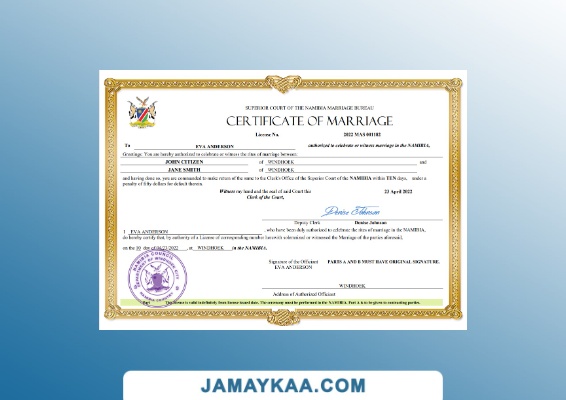 SUPERIOR COURT OF THE NAMIBIA MARRIAGE BUREAU
CERTIFICATE OF MARRIAGE
License No. 2022 MAS 001102
To EVA ANDERSON authorized to celebrate or witness marriage in the NAMIBIA,
Greetings: You are hereby authorized to celebrate or witness the rites of marriage between:
JOHN CITIZEN of WINDHOEK and
JANE SMITH of WINDHOEK
and having done so, you are commanded to make return of the same to the Clerk's Office of the Superior Court of the NAMIBIA within TEN days. under a
penalty of fifty dollars for default therein.
Witness my hand and the seal of said Court this 23 April 2022
Clerk of the Court,
Denise Johnson
Deputy Clerk Denise Johnson
I EVA ANDERSON who have been duly authorized to celebrate the rites of marriage in the NAMIBIA,
do hereby certify that, by authority of a License of corresponding number herewith solemnized or witnessed the Marriage of the parties aforesaid,
on the day of 04/23/2022 , at WINDHOEK in the NAMIBIA.
Signature of the Officiant PARTS A AND B MUST HAVE ORIGINAL SIGNATURE.
EVA ANDERSON
WINDHOEK
Address of Authorized Officiant
NAMIBIA COUNCIL
license is valid indefinitely from license issued date. The ceremony must be performed in the NAMIBIA. Part A is to be given to contracting parties.
JAMAYKAA.COM